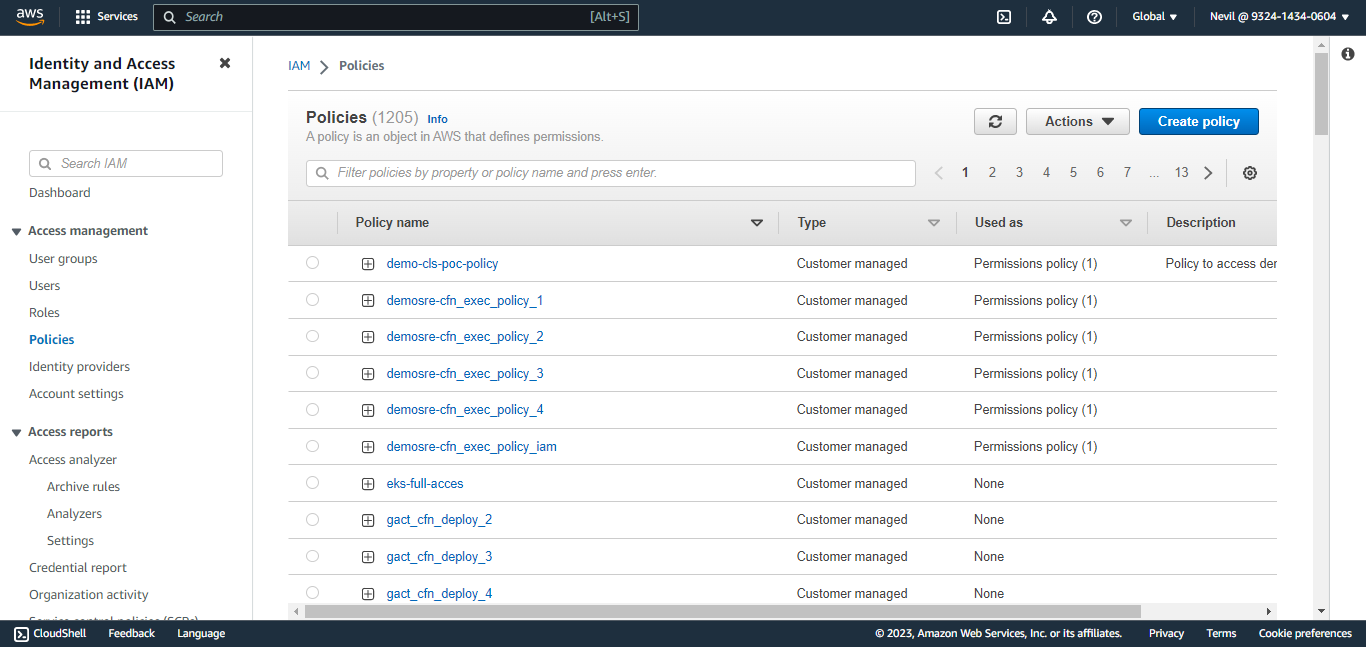 aws Services Search [Alt+S] Global Nevil @ 9324-1434-0604
Identity and Access
Management (IAM)
Search IAM
Dashboard
Access management
User groups
Users
Roles
Policies
Identity providers
Account settings
Access reports
Access analyzer
Archive rules
Analyzers
Settings
Credential report
Organization activity
Service control policies (SCPs)
IAM > Policies
Policies (1205) Info
A policy is an object in AWS that defines permissions.
Actions Create policy
Filter policies by property or policy name and press enter.
< 1 2 3 4 5 6 7 ... 13 >
Policy name Type Used as Description
demo-cls-poc-policy Customer managed Permissions policy (1) Policy to access der
demosre-cfn_exec_policy_1 Customer managed Permissions policy (1)
demosre-cfn_exec_policy_2 Customer managed Permissions policy (1)
demosre-cfn_exec_policy_3 Customer managed Permissions policy (1)
demosre-cfn_exec_policy_4 Customer managed Permissions policy (1)
demosre-cfn_exec_policy_iam Customer managed Permissions policy (1)
eks-full-acces Customer managed None
gact_cfn_deploy_2 Customer managed None
gact_cfn_deploy_3 Customer managed None
gact_cfn_deploy_4 Customer managed None
CloudShell Feedback Language © 2023, Amazon Web Services, Inc. or its affiliates. Privacy Terms Cookie preferences